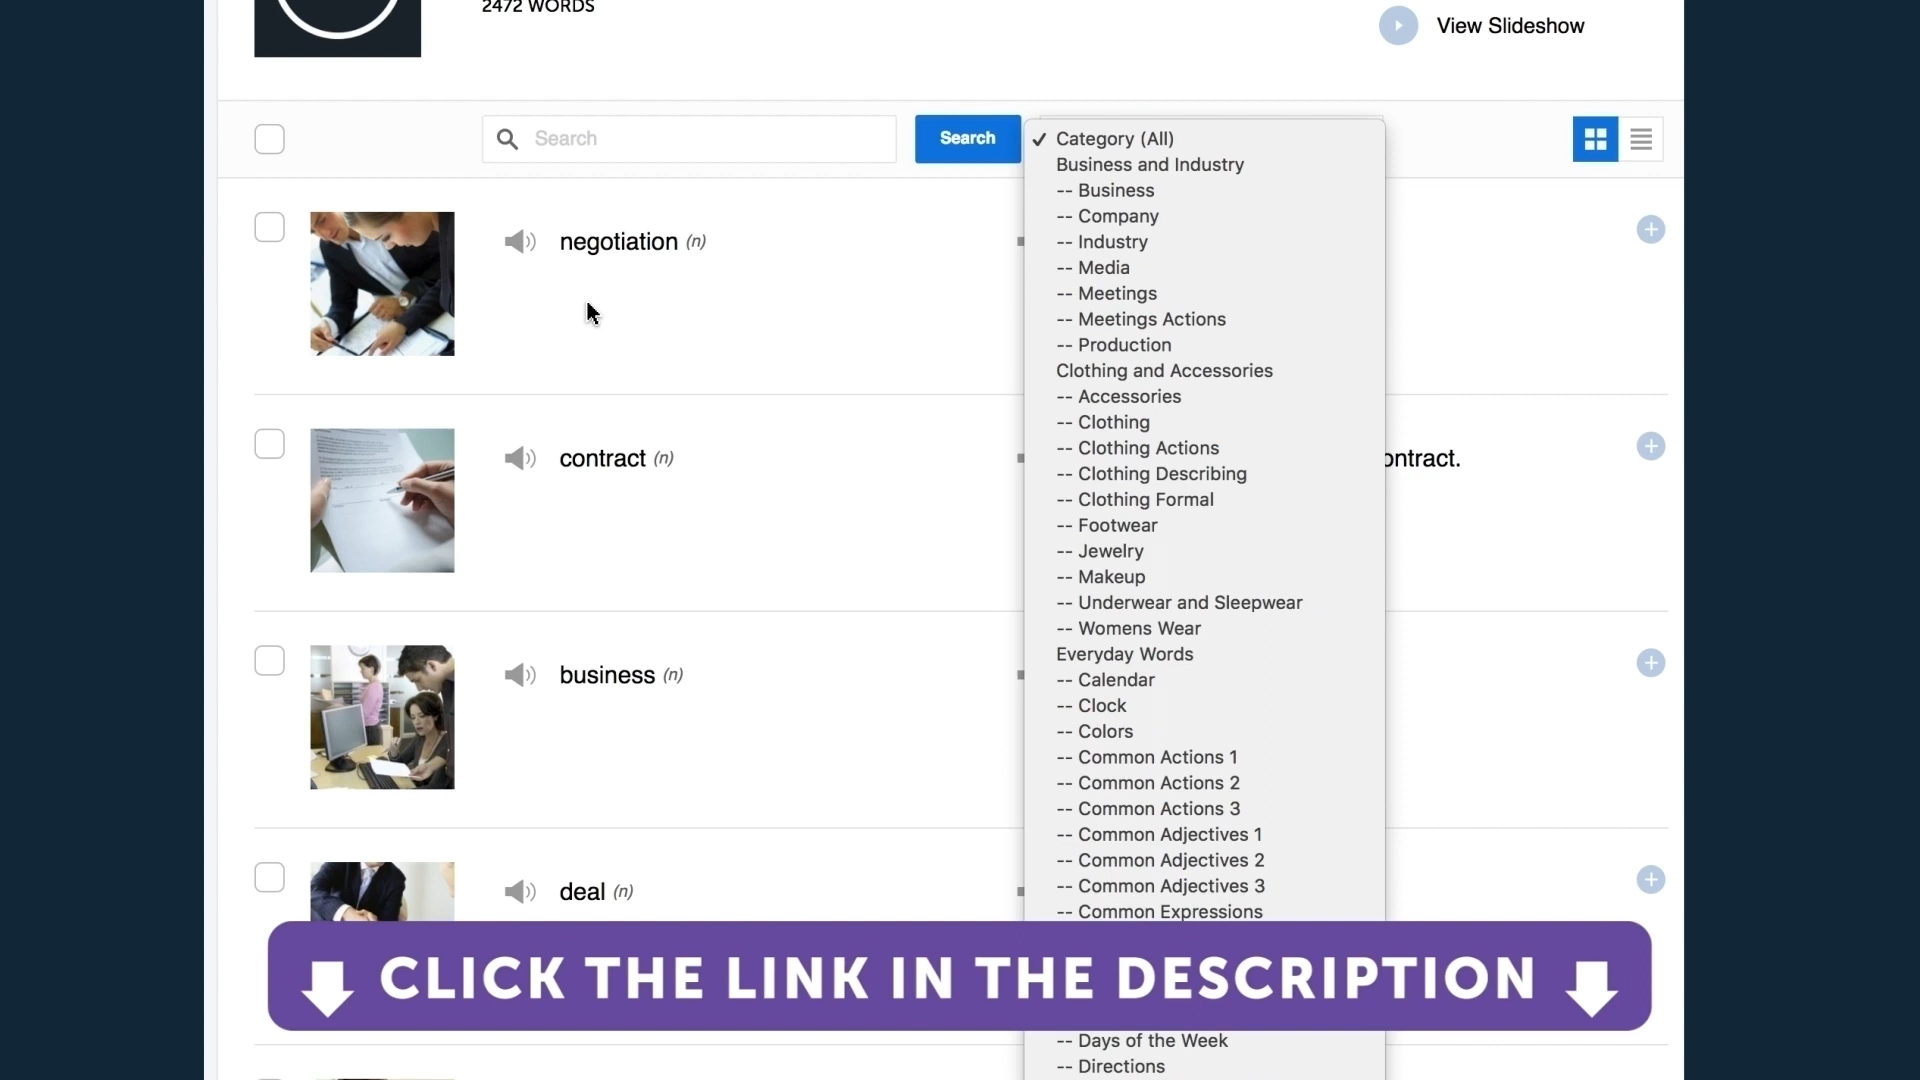 2472 WORDS
View Slideshow
Search
Search
✓ Category (All)
Business and Industry
-- Business
-- Company
-- Industry
-- Media
-- Meetings
-- Meetings Actions
-- Production
Clothing and Accessories
-- Accessories
-- Clothing
-- Clothing Actions
-- Clothing Describing
-- Clothing Formal
-- Footwear
-- Jewelry
-- Makeup
-- Underwear and Sleepwear
-- Womens Wear
Everyday Words
-- Calendar
-- Clock
-- Colors
-- Common Actions 1
-- Common Actions 2
-- Common Actions 3
-- Common Adjectives 1
-- Common Adjectives 2
-- Common Adjectives 3
-- Common Expressions
-- Days of the Week
-- Directions
negotiation (n)
contract (n)
ontract.
business (n)
deal (n)
CLICK THE LINK IN THE DESCRIPTION